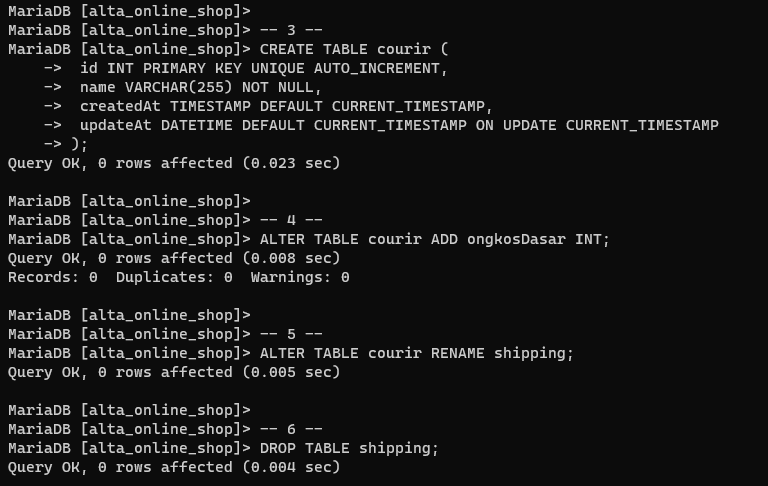 MariaDB [alta_online_shop]>
MariaDB [alta_online_shop]> -- 3 --
MariaDB [alta_online_shop]> CREATE TABLE courir (
    ->  id INT PRIMARY KEY UNIQUE AUTO_INCREMENT,
    ->  name VARCHAR(255) NOT NULL,
    ->  createdAt TIMESTAMP DEFAULT CURRENT_TIMESTAMP,
    ->  updateAt DATETIME DEFAULT CURRENT_TIMESTAMP ON UPDATE CURRENT_TIMESTAMP
    -> );
Query OK, 0 rows affected (0.023 sec)

MariaDB [alta_online_shop]>
MariaDB [alta_online_shop]> -- 4 --
MariaDB [alta_online_shop]> ALTER TABLE courir ADD ongkosDasar INT;
Query OK, 0 rows affected (0.008 sec)
Records: 0  Duplicates: 0  Warnings: 0

MariaDB [alta_online_shop]>
MariaDB [alta_online_shop]> -- 5 --
MariaDB [alta_online_shop]> ALTER TABLE courir RENAME shipping;
Query OK, 0 rows affected (0.005 sec)

MariaDB [alta_online_shop]>
MariaDB [alta_online_shop]> -- 6 --
MariaDB [alta_online_shop]> DROP TABLE shipping;
Query OK, 0 rows affected (0.004 sec)